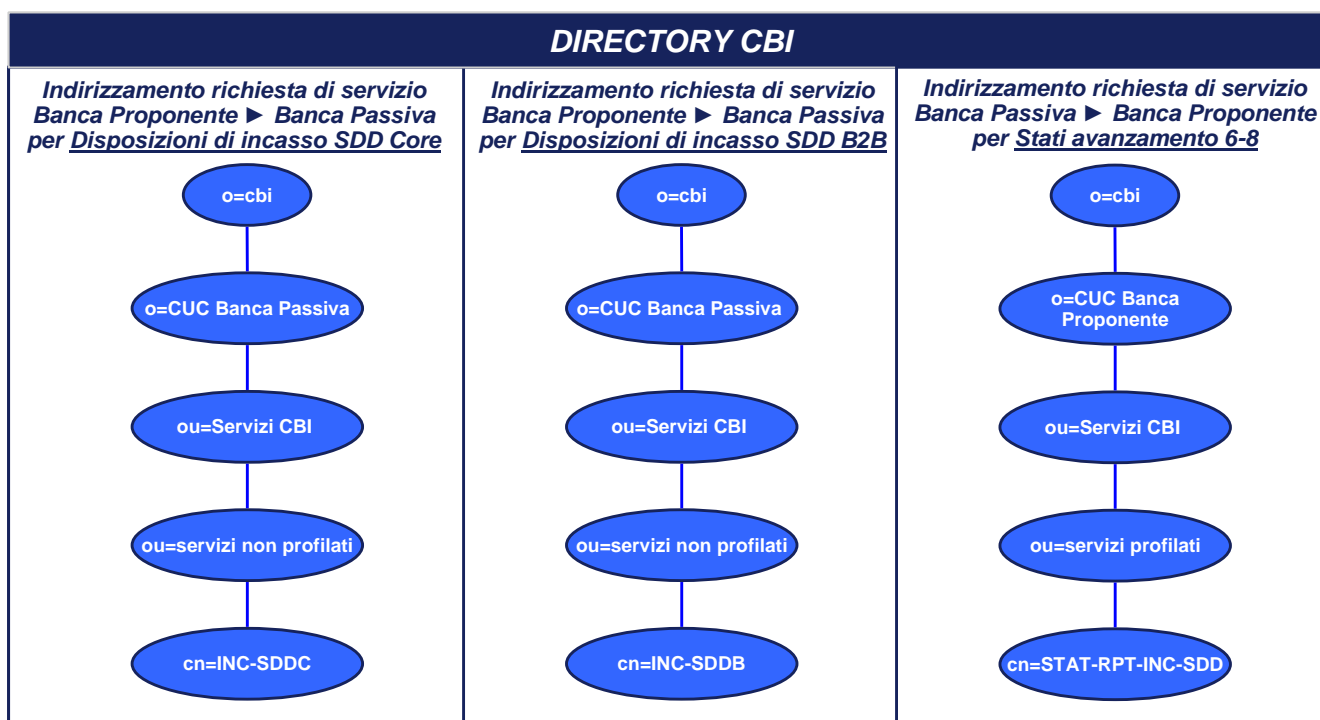 DIRECTORY CBI
Indirizzamento richiesta di servizio
Banca Proponente ► Banca Passiva
per Disposizioni di incasso SDD Core
o=cbi
o=CUC Banca Passiva
ou=Servizi CBI
ou=servizi non profilati
cn=INC-SDDC
Indirizzamento richiesta di servizio
Banca Proponente ► Banca Passiva
per Disposizioni di incasso SDD B2B
o=cbi
o=CUC Banca Passiva
ou=Servizi CBI
ou=servizi non profilati
cn=INC-SDDB
Indirizzamento richiesta di servizio
Banca Passiva ► Banca Proponente
per Stati avanzamento 6-8
o=cbi
o=CUC Banca
Proponente
ou=Servizi CBI
ou=servizi profilati
cn=STAT-RPT-INC-SDD